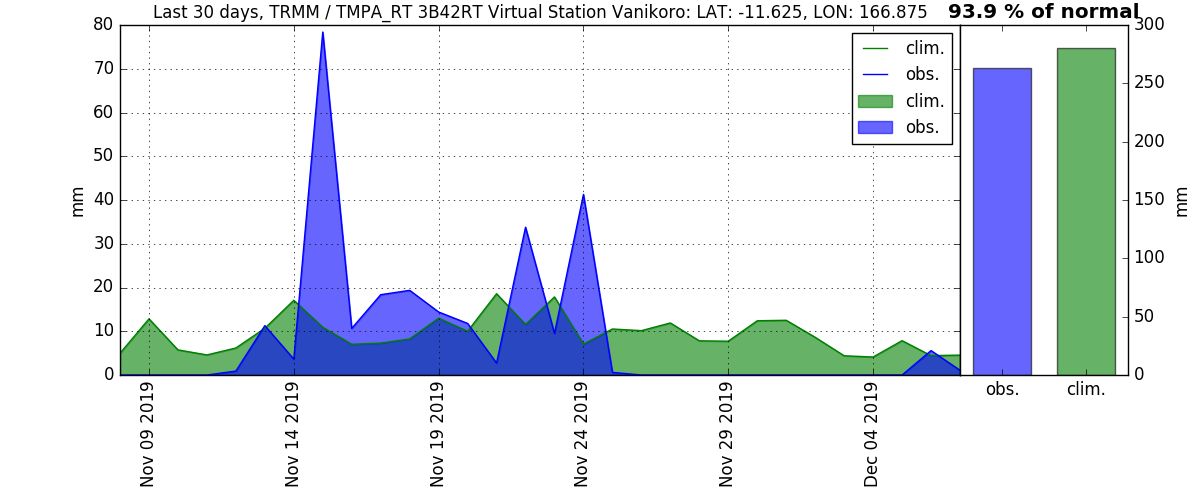 Last 30 days, TRMM / TMPA_RT 3B42RT Virtual Station Vanikoro: LAT: -11.625, LON: 166.875
93.9 % of normal
80
70
60
50
40
30
20
10
0
mm
clim.
obs.
clim.
obs.
Nov 09 2019
Nov 14 2019
Nov 19 2019
Nov 24 2019
Nov 29 2019
Dec 04 2019
300
250
200
150
100
50
0
mm
obs.
clim.